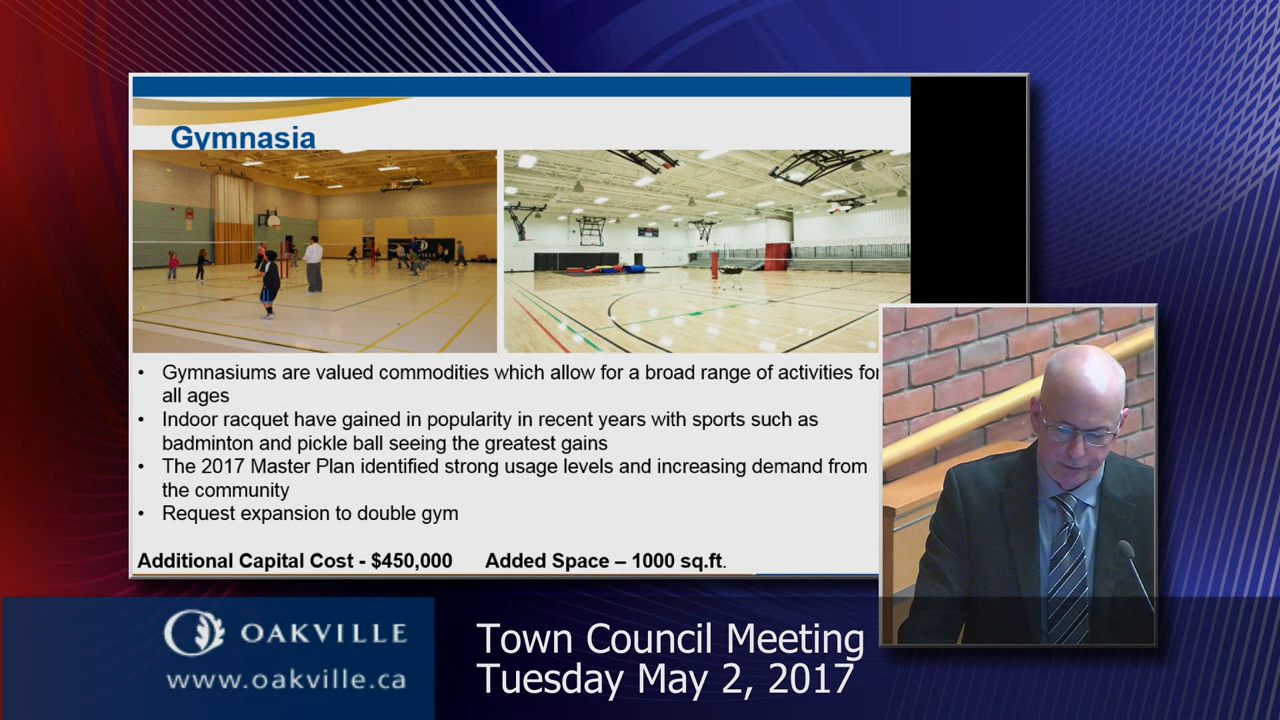 Gymnasia
• Gymnasiums are valued commodities which allow for a broad range of activities for
all ages
• Indoor racquet have gained in popularity in recent years with sports such as
badminton and pickle ball seeing the greatest gains
• The 2017 Master Plan identified strong usage levels and increasing demand from
the community
• Request expansion to double gym
Additional Capital Cost - $450,000 Added Space – 1000 sq.ft.
OAKVILLE
www.oakville.ca
Town Council Meeting
Tuesday May 2, 2017